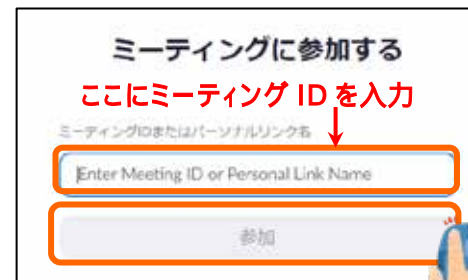 ミーティングに参加する
ここにミーティング ID を入力
ミーティングIDまたはパーソナルリンク名
Enter Meeting ID or Personal Link Name
参加